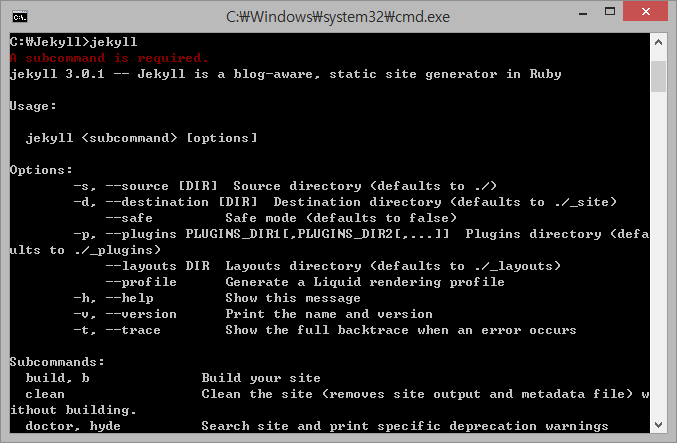 C:₩Windows₩system32₩cmd.exe
C:₩Jekyll>jekyll
A subcommand is required.
jekyll 3.0.1 -- Jekyll is a blog-aware, static site generator in Ruby
Usage:
jekyll <subcommand> [options]
Options:
-s, --source [DIR]  Source directory (defaults to ./)
-d, --destination [DIR]  Destination directory (defaults to ./_site)
--safe         Safe mode (defaults to false)
-p, --plugins PLUGINS_DIR1[,PLUGINS_DIR2[,...]]  Plugins directory (defa
ults to ./_plugins)
--layouts DIR  Layouts directory (defaults to ./_layouts)
--profile      Generate a Liquid rendering profile
-h, --help         Show this message
-v, --version      Print the name and version
-t, --trace        Show the full backtrace when an error occurs
Subcommands:
build, b              Build your site
clean                 Clean the site (removes site output and metadata file) w
ithout building.
doctor, hyde          Search site and print specific deprecation warnings